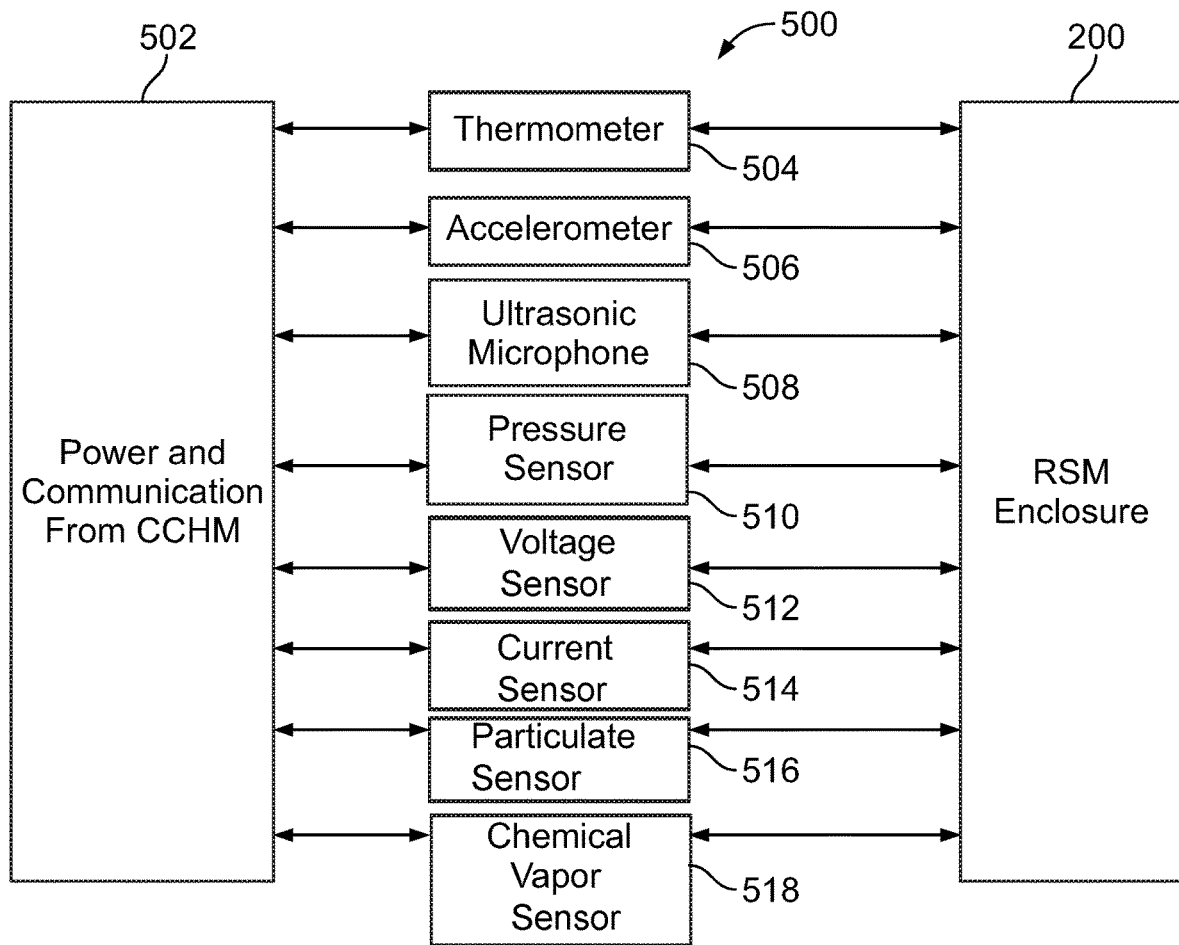 502
500
200
Thermometer
504
Accelerometer
506
Ultrasonic
Microphone
508
Pressure
Sensor
510
Power and
Communication
From CCHM
RSM
Enclosure
Voltage
Sensor
512
Current
Sensor
514
Particulate
Sensor
516
Chemical
Vapor
Sensor
518